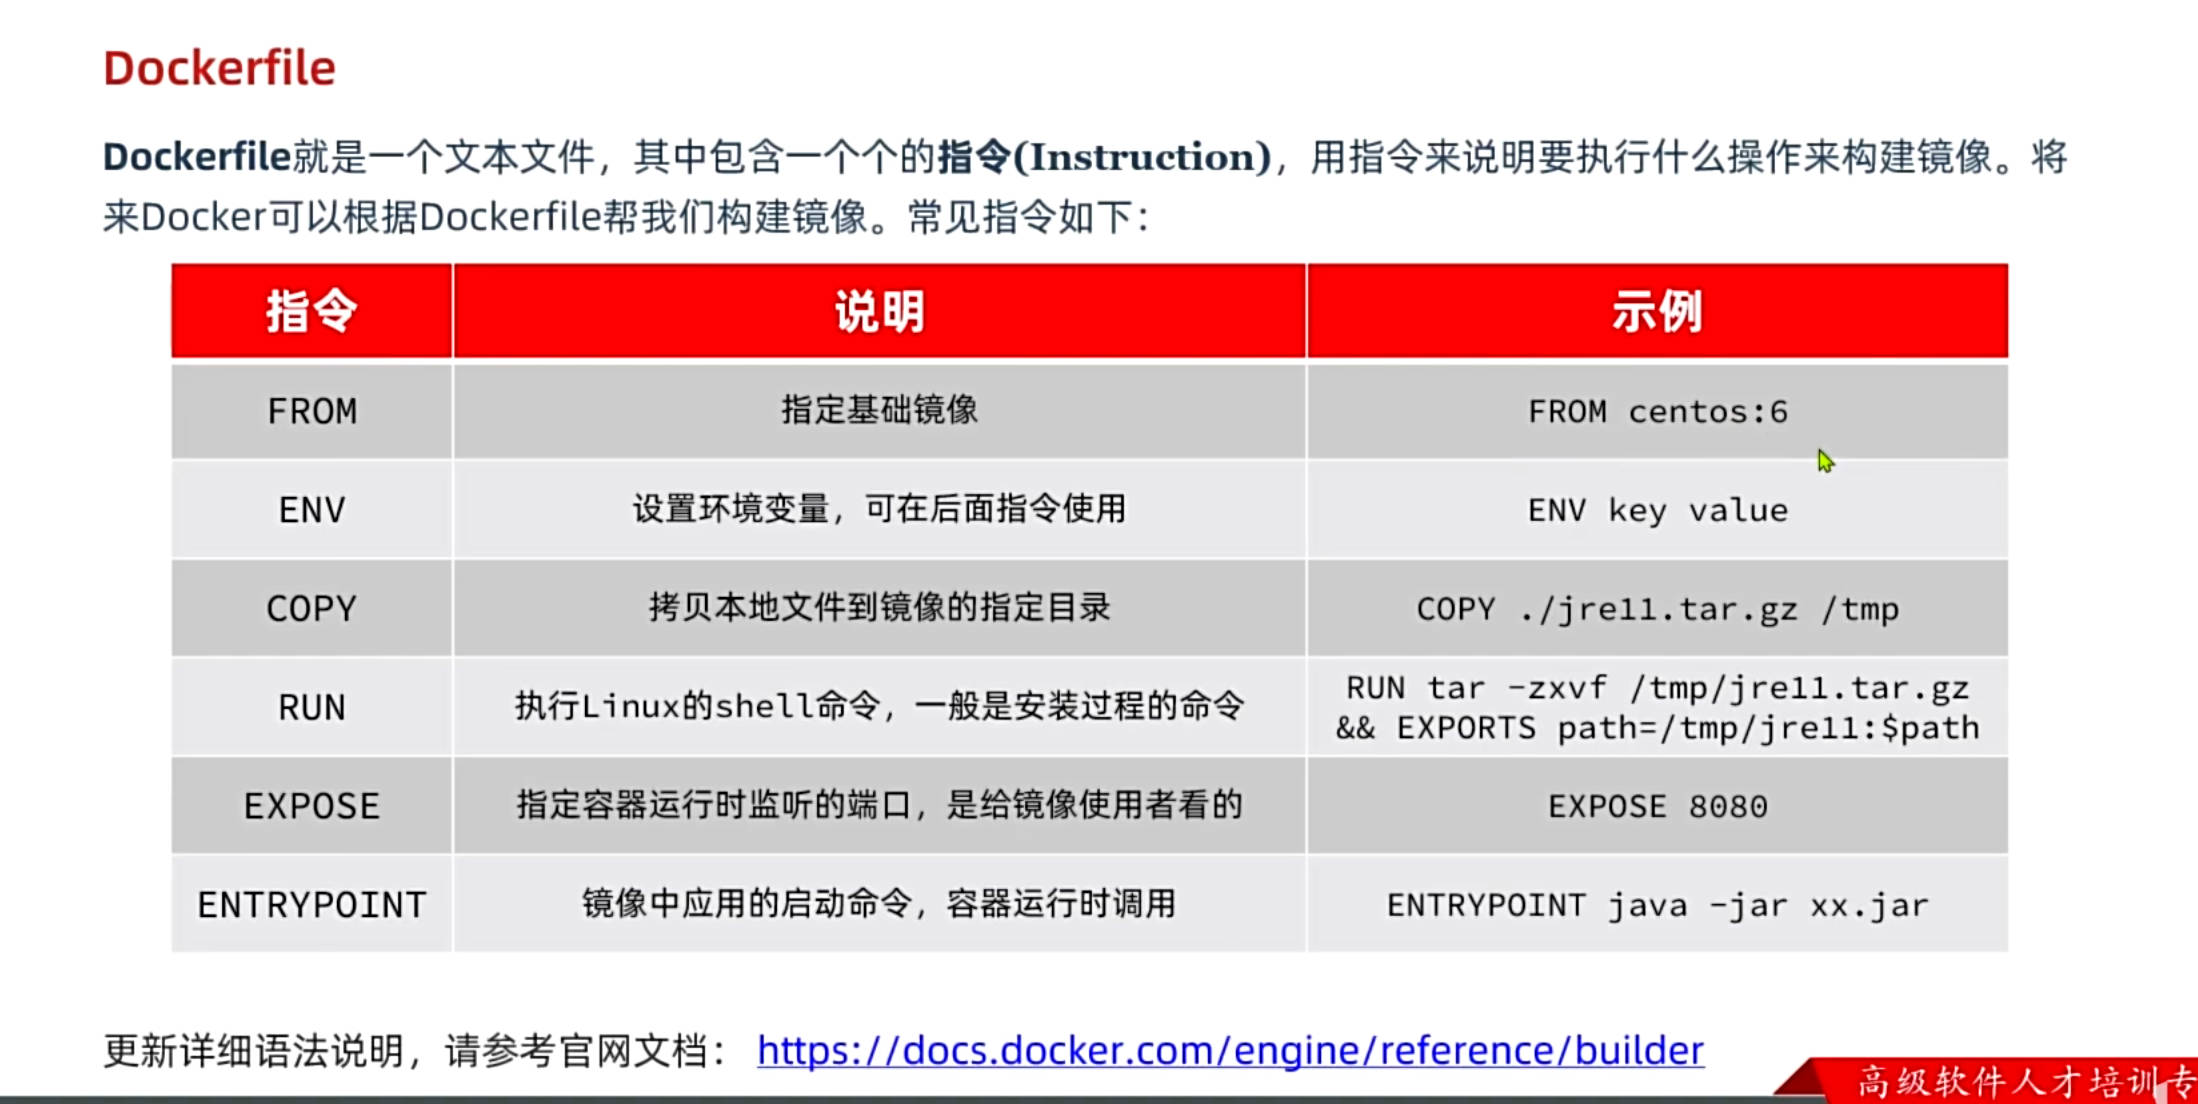 Dockerfile
Dockerfile就是一个文本文件，其中包含一个个的指令(Instruction)，用指令来说明要执行什么操作来构建镜像。将
来Docker可以根据Dockerfile帮我们构建镜像。常见指令如下：
指令 说明 示例
FROM 指定基础镜像 FROM centos:6
ENV 设置环境变量，可在后面指令使用 ENV key value
COPY 拷贝本地文件到镜像的指定目录 COPY ./jre11.tar.gz /tmp
RUN 执行Linux的shell命令，一般是安装过程的命令 RUN tar -zxvf /tmp/jre11.tar.gz
&& EXPORTS path=/tmp/jre11:$path
EXPOSE 指定容器运行时监听的端口，是给镜像使用者看的 EXPOSE 8080
ENTRYPOINT 镜像中应用的启动命令，容器运行时调用 ENTRYPOINT java -jar xx.jar
更新详细语法说明，请参考官网文档： https://docs.docker.com/engine/reference/builder
高级软件人才培训专